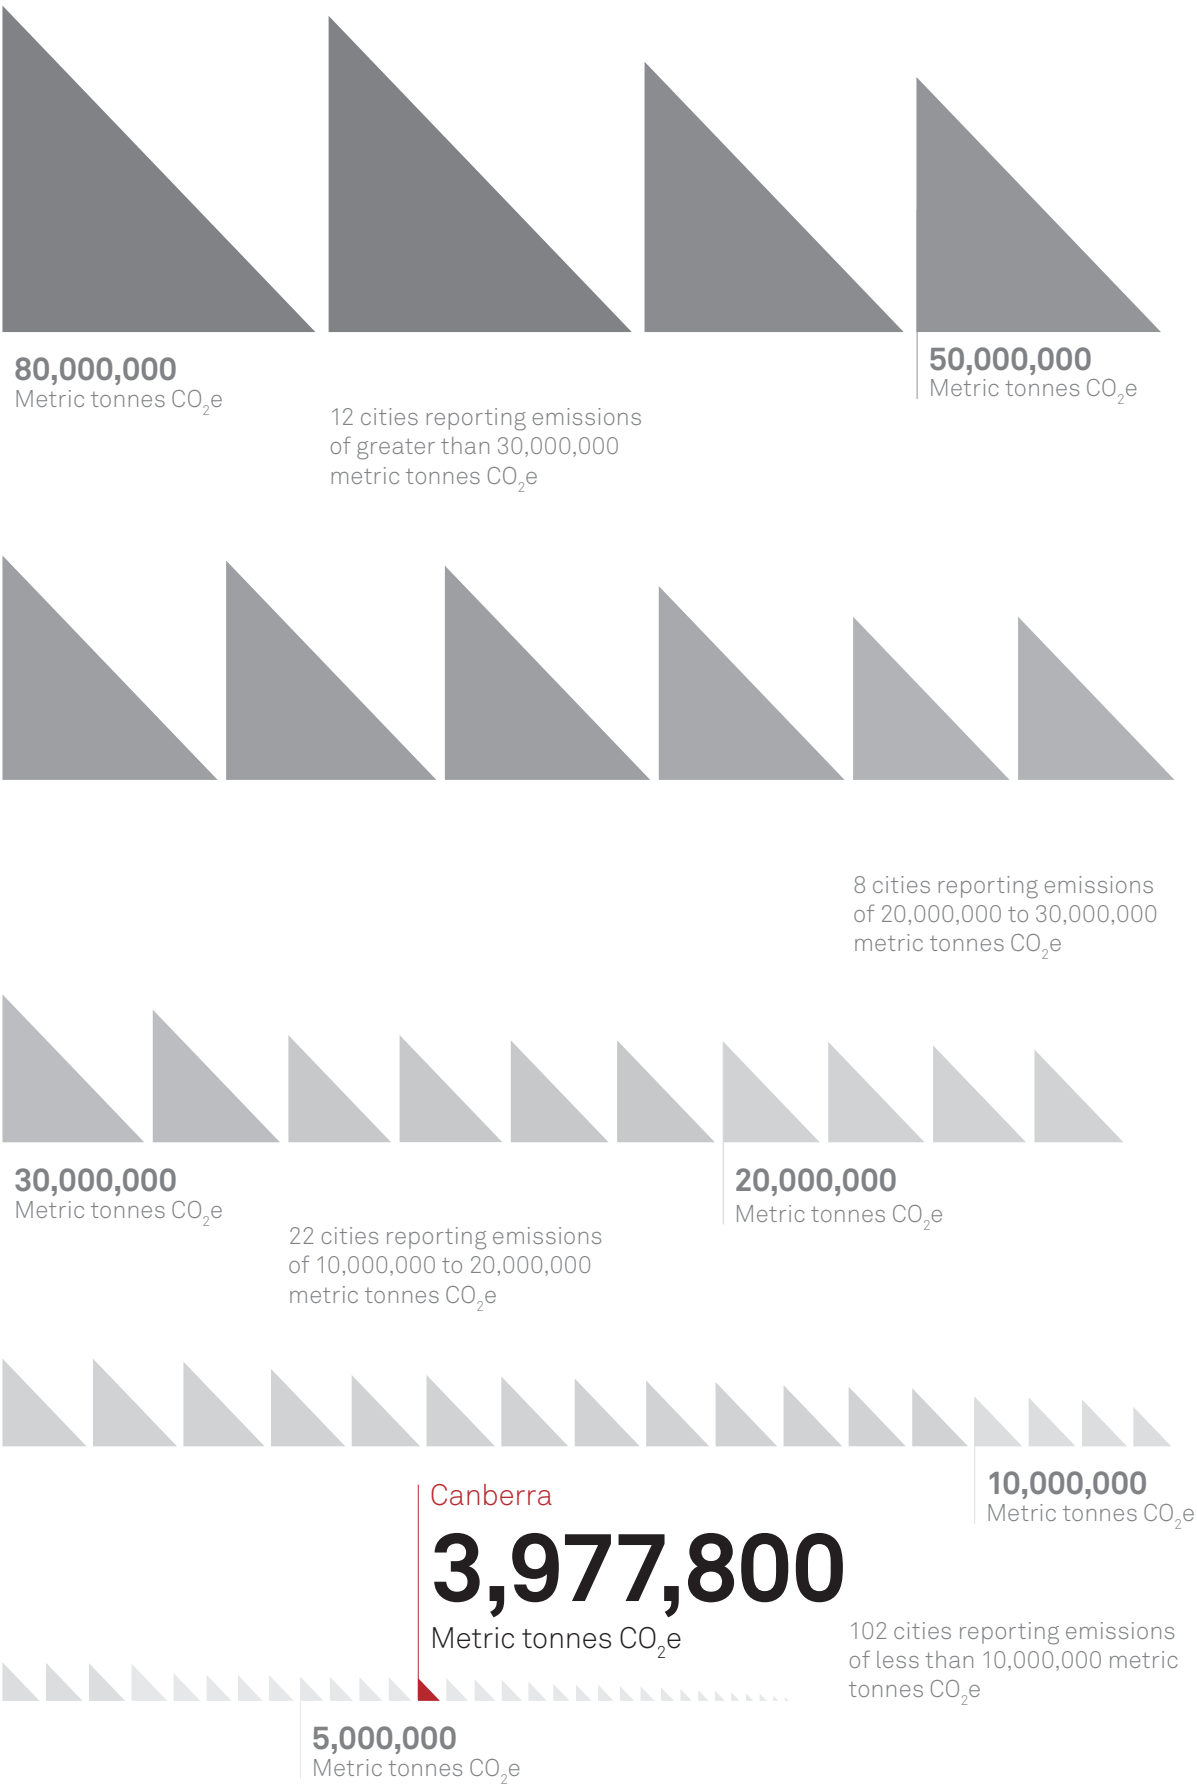 80,000,000
Metric tonnes CO₂e
50,000,000
Metric tonnes CO₂e
12 cities reporting emissions
of greater than 30,000,000
metric tonnes CO₂e
8 cities reporting emissions
of 20,000,000 to 30,000,000
metric tonnes CO₂e
30,000,000
Metric tonnes CO₂e
20,000,000
Metric tonnes CO₂e
22 cities reporting emissions
of 10,000,000 to 20,000,000
metric tonnes CO₂e
10,000,000
Metric tonnes CO₂e
Canberra
3,977,800
Metric tonnes CO₂e
102 cities reporting emissions
of less than 10,000,000 metric
tonnes CO₂e
5,000,000
Metric tonnes CO₂e